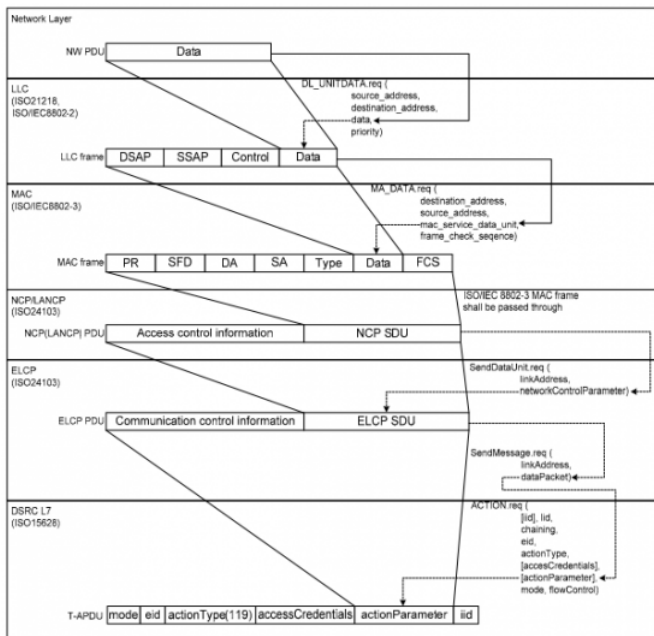 Network Layer
NW PDU
Data
LLC
(ISO21218,
ISO/IEC8802-2)
DL_UNITDATA.req (
source_address,
destination_address,
data,
priority)
LLC frame
DSAP
SSAP
Control
Data
MAC
(ISO/IEC8802-3)
MA_DATA.req (
destination_address,
source_address,
mac_service_data_unit,
frame_check_seqence)
MAC frame
PR
SFD
DA
SA
Type
Data
FCS
NCP/LANCP
(ISO24103)
ISO/IEC 8802-3 MAC frame
shall be passed through
NCP(LANCP) PDU
Access control information
NCP SDU
ELCP
(ISO24103)
SendDataUnit.req (
linkAddress,
networkControlParameter)
ELCP PDU
Communication control information
ELCP SDU
SendMessage.req (
linkAddress,
dataPacket)
DSRC L7
(ISO15628)
ACTION.req (
[iid], lid,
chaining,
eid,
actionType,
[accesCredentials],
[actionParameter],
mode, flowControl)
T-APDU
mode
eid
actionType(119)
accessCredentials
actionParameter
iid